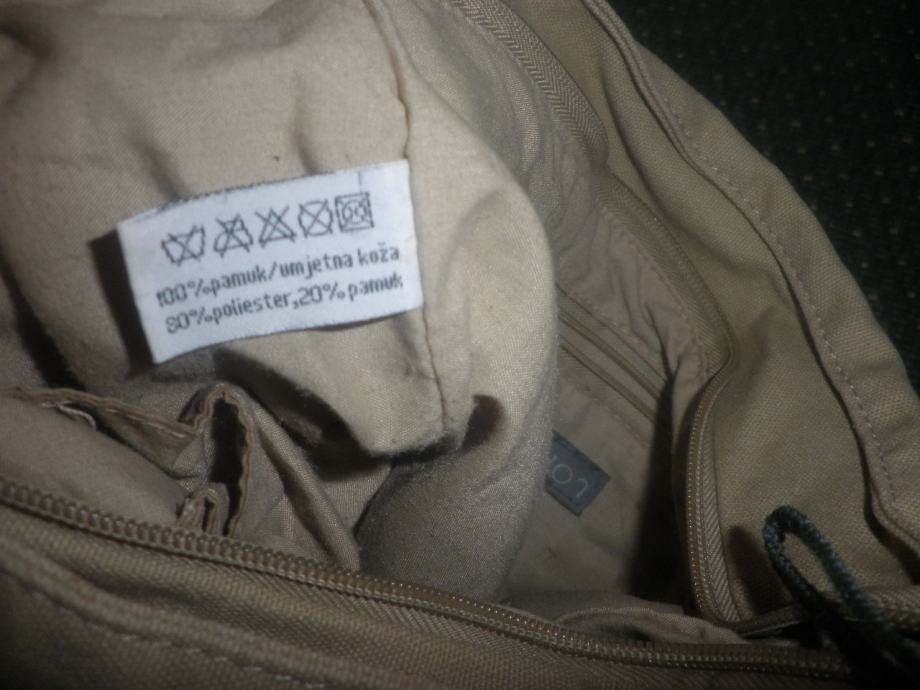 100%pamuk/umjetna koža
80%poliester,20%pamuk